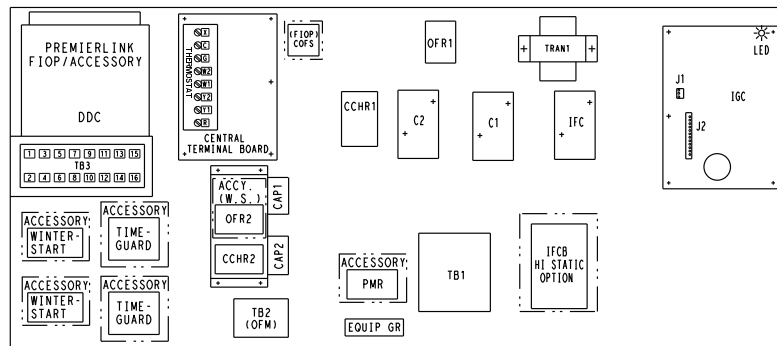 PREMIERLINK
FIOP/ACCESSORY
DDC
1 3 5 7 9 11 13 15
TB3
2 4 6 8 10 12 14 16
X
C
G
W2
W1
Y2
Y1
R
THERMOSTAT
CENTRAL
TERMINAL BOARD
(FIOP)
COFS
OFR1
TRAN1
CCHR1
C2
C1
IFC
LED
J1
IGC
J2
ACCESSORY
WINTER-
START
ACCESSORY
TIME-
GUARD
ACCESSORY
WINTER-
START
ACCESSORY
TIME-
GUARD
ACCY.
(W.S.)
OFR2
CAP1
CCHR2
CAP2
TB2
(OFM)
ACCESSORY
PMR
EQUIP GR
TB1
IFCB
HI STATIC
OPTION